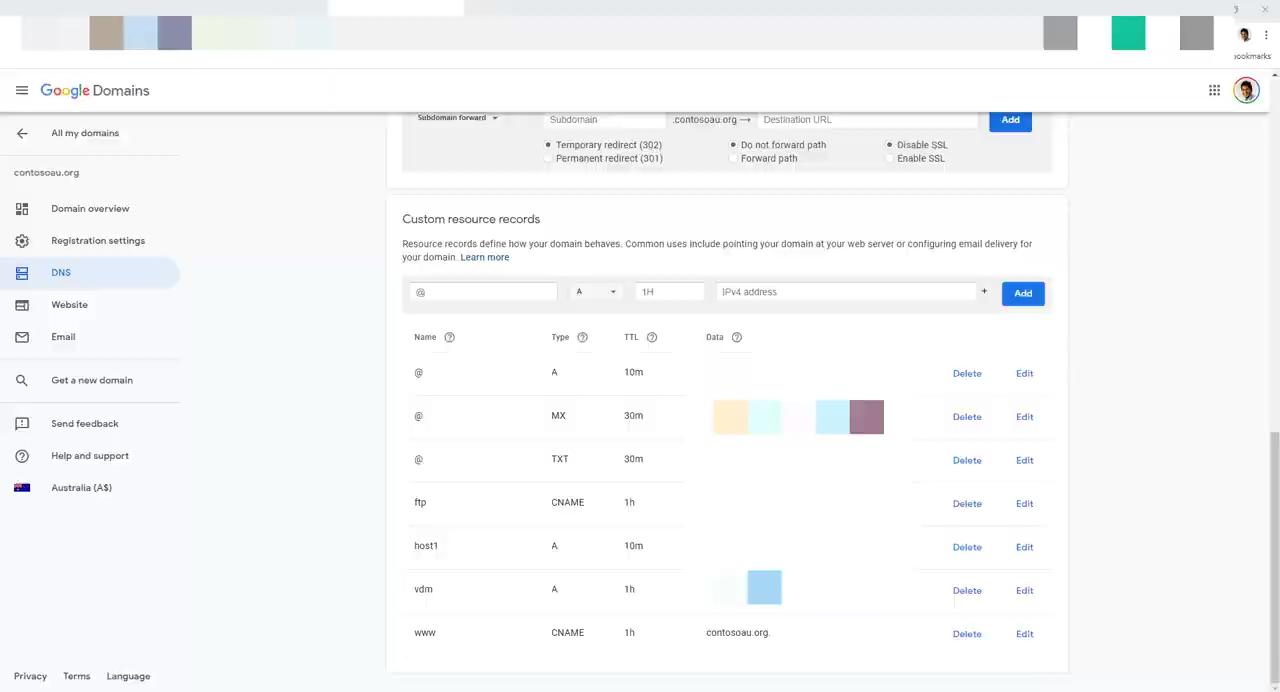 Bookmarks
Google Domains
All my domains
contosoau.org
Domain overview
Registration settings
DNS
Website
Email
Get a new domain
Send feedback
Help and support
Australia (A$)
Privacy Terms Language
Subdomain forward Subdomain .contosoau.org → Destination URL Add
Temporary redirect (302) Do not forward path Disable SSL
Permanent redirect (301) Forward path Enable SSL
Custom resource records
Resource records define how your domain behaves. Common uses include pointing your domain at your web server or configuring email delivery for
your domain. Learn more
@ A 1H IPv4 address + Add
Name ? Type ? TTL ? Data ?
@ A 10m Delete Edit
@ MX 30m Delete Edit
@ TXT 30m Delete Edit
ftp CNAME 1h Delete Edit
host1 A 10m Delete Edit
vdm A 1h Delete Edit
www CNAME 1h contosoau.org. Delete Edit